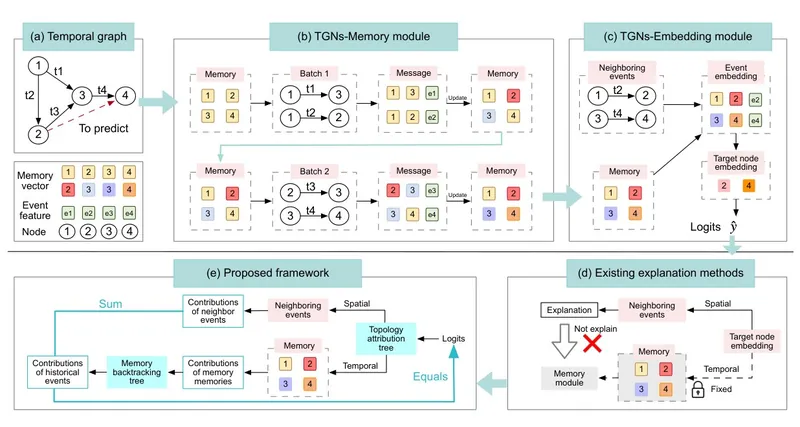 (a) Temporal graph
1
t1
t2
3
t4
4
t3
2
To predict
Memory
vector
1 2 3 4
2 3 3 4
Event
feature
e1 e2 e3 e4
Node
1 2 3 4
(b) TGNs-Memory module
Memory
1 2
3 4
Batch 1
1 t1 3
1 t2 2
Message
1 3 e1
1 2 e2
Update
Memory
1 2
3 4
Memory
1 2
3 4
Batch 2
2 t3 3
3 t4 4
Message
2 3 e3
3 4 e4
Update
Memory
1 2
3 4
(c) TGNs-Embedding module
Neighboring
events
1 t2 2
3 t4 4
Memory
1 2
3 4
Event
embedding
1 2 e2
3 4 e4
Target node
embedding
2 4
Logits ŷ
(e) Proposed framework
Sum
Contributions
of neighbor
events
Neighboring
events
Spatial
Topology
attribution
tree
Logits
Temporal
Contributions
of historical
events
Memory
backtracking
tree
Contributions
of memory
memories
Memory
1 2
3 4
Equals
(d) Existing explanation methods
Explanation
Neighboring
events
Spatial
Not explain
Target node
embedding
Memory
module
Memory
1 2
3 4
Temporal
Fixed